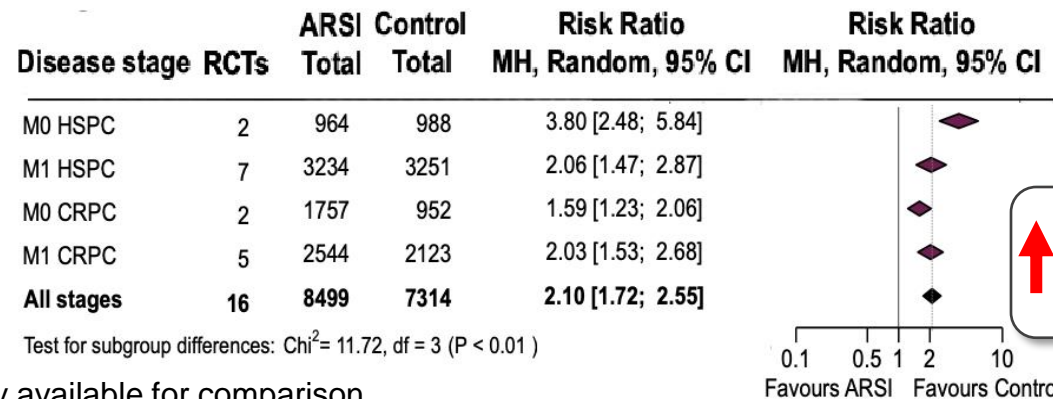 ARSI Control Risk Ratio Risk Ratio
Disease stage RCTs Total Total MH, Random, 95% CI MH, Random, 95% CI
M0 HSPC 2 964 988 3.80 [2.48; 5.84]
M1 HSPC 7 3234 3251 2.06 [1.47; 2.87]
M0 CRPC 2 1757 952 1.59 [1.23; 2.06]
M1 CRPC 5 2544 2123 2.03 [1.53; 2.68]
All stages 16 8499 7314 2.10 [1.72; 2.55]
Test for subgroup differences: Chi²= 11.72, df = 3 (P < 0.01 )
0.1 0.5 1 2 10
Favours ARSI Favours Contro
available for comparison